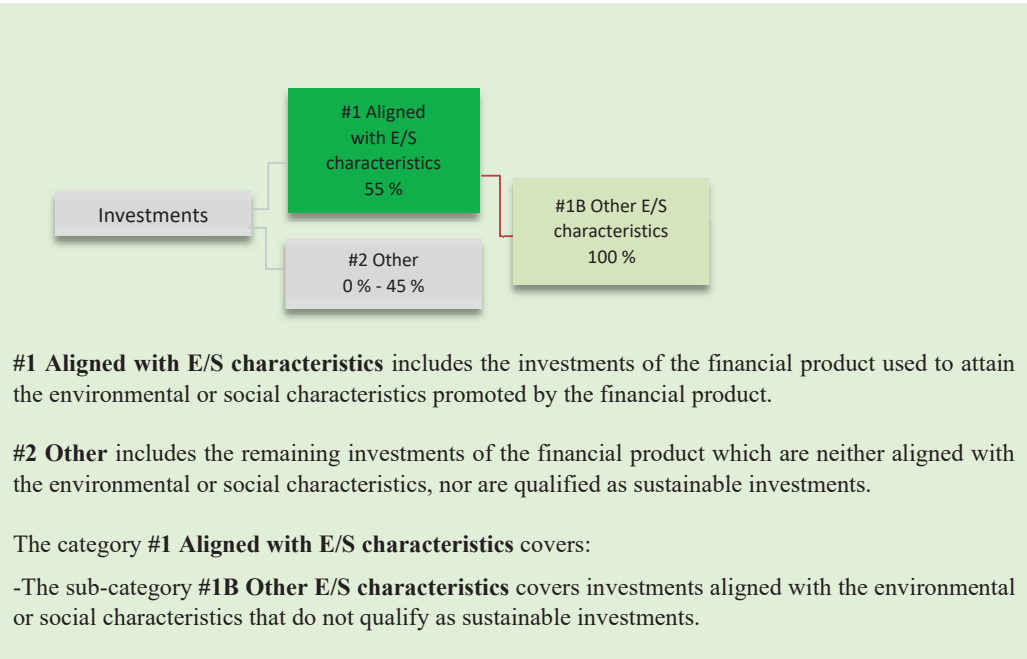 #1 Aligned
with E/S
characteristics
55 %
Investments
#1B Other E/S
characteristics
100 %
#2 Other
0 % - 45 %
#1 Aligned with E/S characteristics includes the investments of the financial product used to attain
the environmental or social characteristics promoted by the financial product.
#2 Other includes the remaining investments of the financial product which are neither aligned with
the environmental or social characteristics, nor are qualified as sustainable investments.
The category #1 Aligned with E/S characteristics covers:
-The sub-category #1B Other E/S characteristics covers investments aligned with the environmental
or social characteristics that do not qualify as sustainable investments.